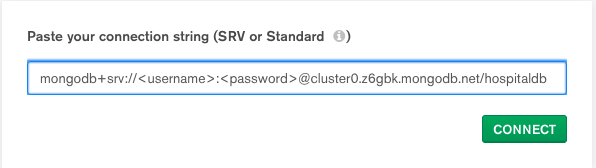 Paste your connection string (SRV or Standard i)
mongodb+srv://<username>:<password>@cluster0.z6gbk.mongodb.net/hospitaldb
CONNECT